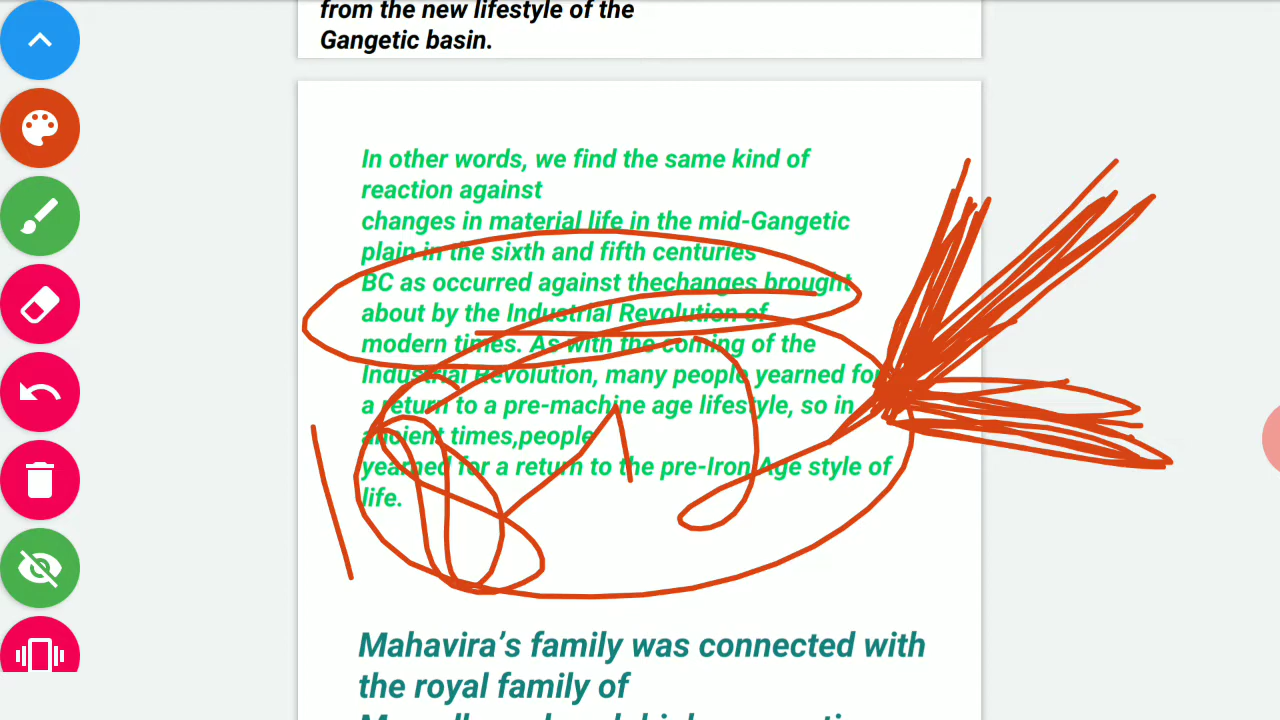 from the new lifestyle of the
Gangetic basin.
In other words, we find the same kind of
reaction against
changes in material life in the mid-Gangetic
plain in the sixth and fifth centuries
BC as occurred against thechanges brought
about by the Industrial Revolution of
modern times. As with the coming of the
Industrial Revolution, many people yearned for
a return to a pre-machine age lifestyle, so in
ancient times,people
yearned for a return to the pre-Iron Age style of
life.
Mahavira's family was connected with
the royal family of